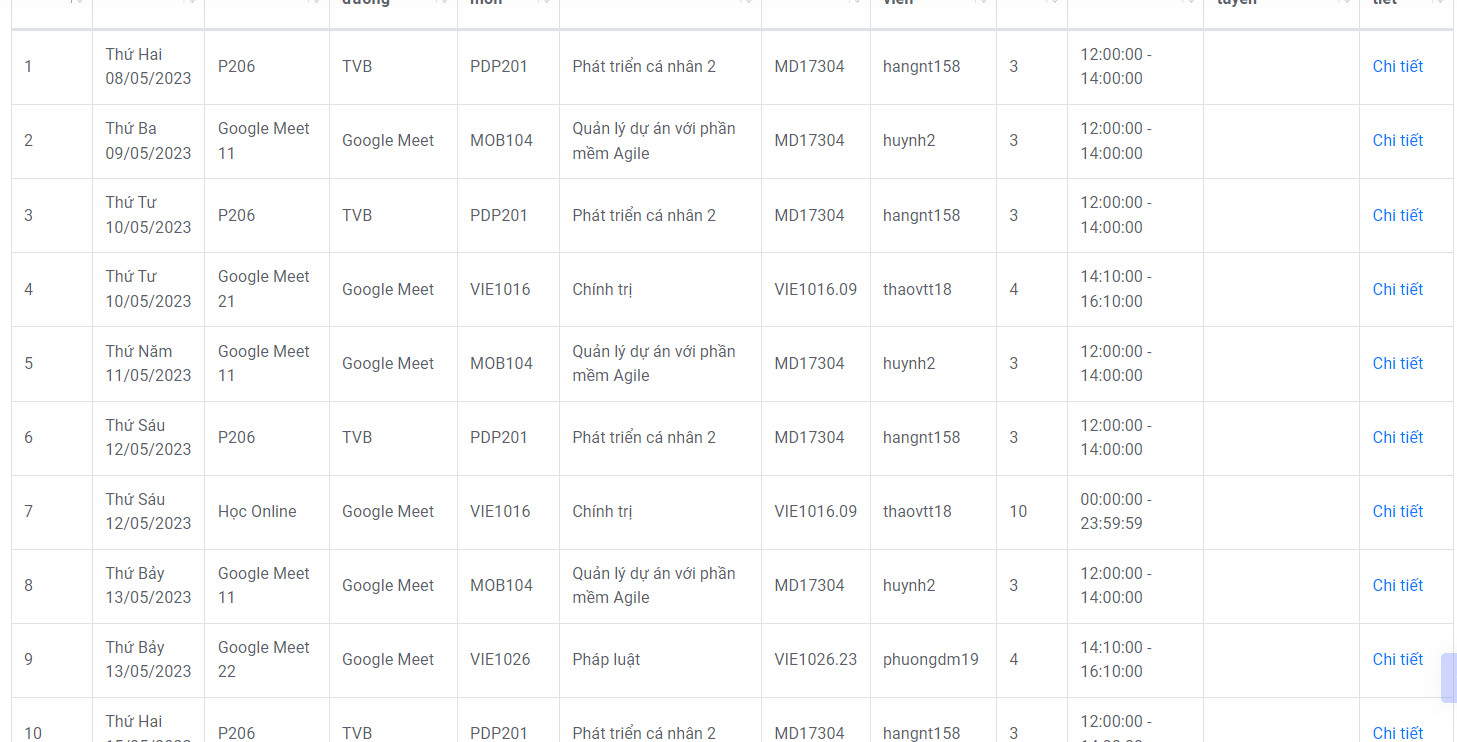 đường môn viên tuyến tiết
1 Thứ Hai 08/05/2023 P206 TVB PDP201 Phát triển cá nhân 2 MD17304 hangnt158 3 12:00:00 - 14:00:00 Chi tiết
2 Thứ Ba 09/05/2023 Google Meet 11 Google Meet MOB104 Quản lý dự án với phần mềm Agile MD17304 huynh2 3 12:00:00 - 14:00:00 Chi tiết
3 Thứ Tư 10/05/2023 P206 TVB PDP201 Phát triển cá nhân 2 MD17304 hangnt158 3 12:00:00 - 14:00:00 Chi tiết
4 Thứ Tư 10/05/2023 Google Meet 21 Google Meet VIE1016 Chính trị VIE1016.09 thaovtt18 4 14:10:00 - 16:10:00 Chi tiết
5 Thứ Năm 11/05/2023 Google Meet 11 Google Meet MOB104 Quản lý dự án với phần mềm Agile MD17304 huynh2 3 12:00:00 - 14:00:00 Chi tiết
6 Thứ Sáu 12/05/2023 P206 TVB PDP201 Phát triển cá nhân 2 MD17304 hangnt158 3 12:00:00 - 14:00:00 Chi tiết
7 Thứ Sáu 12/05/2023 Học Online Google Meet VIE1016 Chính trị VIE1016.09 thaovtt18 10 00:00:00 - 23:59:59 Chi tiết
8 Thứ Bảy 13/05/2023 Google Meet 11 Google Meet MOB104 Quản lý dự án với phần mềm Agile MD17304 huynh2 3 12:00:00 - 14:00:00 Chi tiết
9 Thứ Bảy 13/05/2023 Google Meet 22 Google Meet VIE1026 Pháp luật VIE1026.23 phuongdm19 4 14:10:00 - 16:10:00 Chi tiết
10 Thứ Hai P206 TVB PDP201 Phát triển cá nhân 2 MD17304 hangnt158 3 12:00:00 - Chi tiết